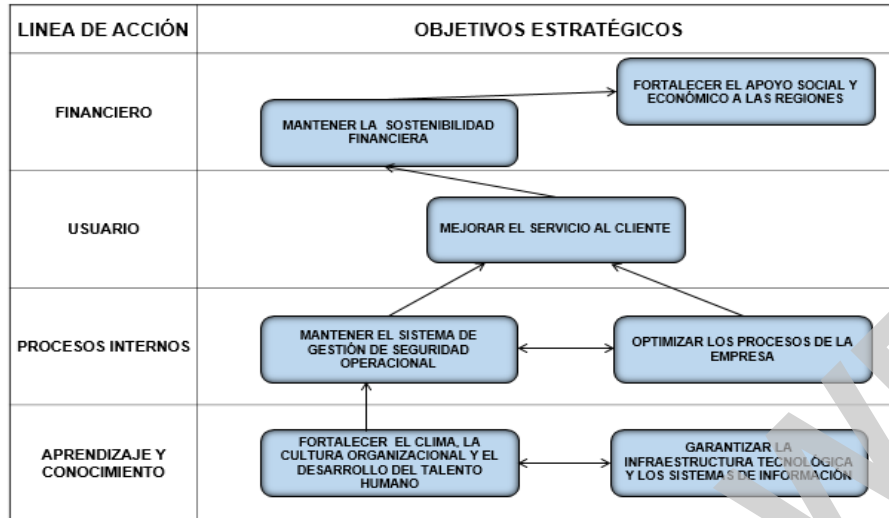 LINEA DE ACCIÓN
OBJETIVOS ESTRATÉGICOS
FINANCIERO
FORTALECER EL APOYO SOCIAL Y
ECONÓMICO A LAS REGIONES
MANTENER LA SOSTENIBILIDAD
FINANCIERA
USUARIO
MEJORAR EL SERVICIO AL CLIENTE
PROCESOS INTERNOS
MANTENER EL SISTEMA DE
GESTIÓN DE SEGURIDAD
OPERACIONAL
OPTIMIZAR LOS PROCESOS DE LA
EMPRESA
APRENDIZAJE Y
CONOCIMIENTO
FORTALECER EL CLIMA, LA
CULTURA ORGANIZACIONAL Y EL
DESARROLLO DEL TALENTO
HUMANO
GARANTIZAR LA
INFRAESTRUCTURA TECNOLÓGICA
Y LOS SISTEMAS DE INFORMACIÓN